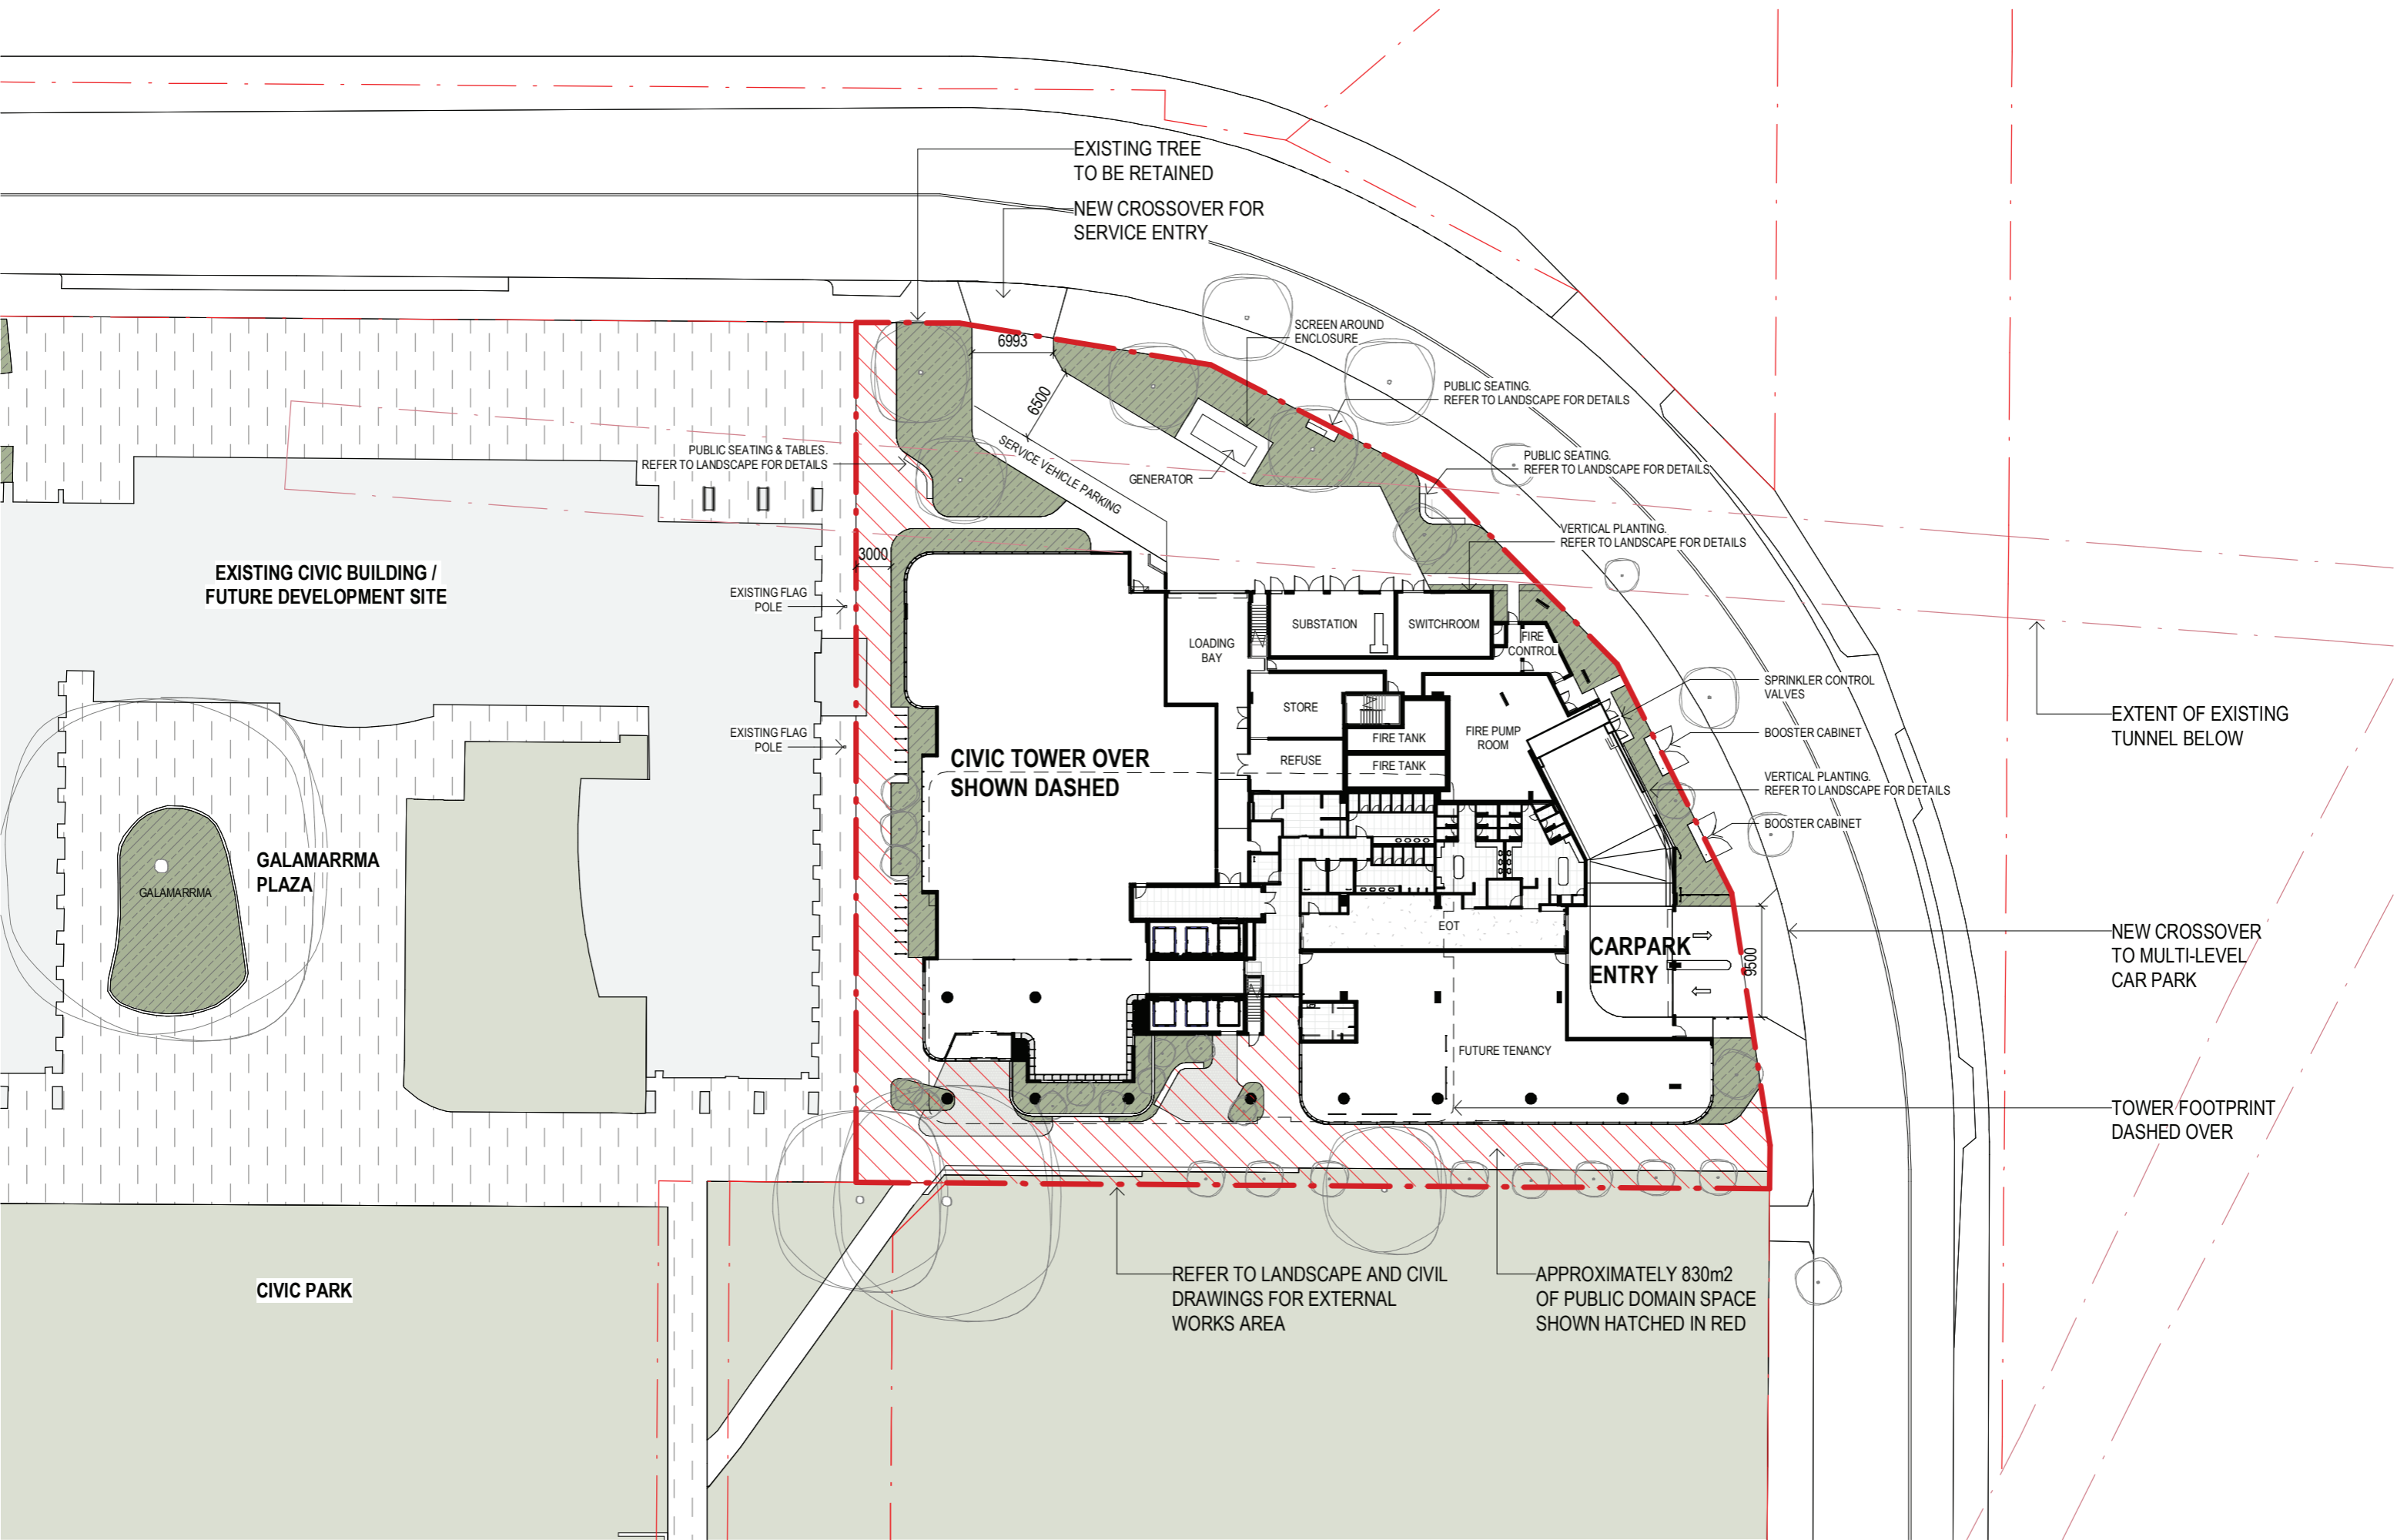 EXISTING TREE
TO BE RETAINED
NEW CROSSOVER FOR
SERVICE ENTRY
SCREEN AROUND
ENCLOSURE
6993
6500
PUBLIC SEATING.
REFER TO LANDSCAPE FOR DETAILS
PUBLIC SEATING & TABLES.
REFER TO LANDSCAPE FOR DETAILS
SERVICE VEHICLE PARKING
GENERATOR
PUBLIC SEATING.
REFER TO LANDSCAPE FOR DETAILS
VERTICAL PLANTING.
REFER TO LANDSCAPE FOR DETAILS
3000
EXISTING CIVIC BUILDING /
FUTURE DEVELOPMENT SITE
EXISTING FLAG
POLE
LOADING
BAY
SUBSTATION
SWITCHROOM
FIRE
CONTROL
SPRINKLER CONTROL
VALVES
EXTENT OF EXISTING
TUNNEL BELOW
STORE
FIRE TANK
FIRE PUMP
ROOM
BOOSTER CABINET
EXISTING FLAG
POLE
CIVIC TOWER OVER
SHOWN DASHED
REFUSE
FIRE TANK
VERTICAL PLANTING.
REFER TO LANDSCAPE FOR DETAILS
BOOSTER CABINET
GALAMARRMA
PLAZA
GALAMARRMA
EOT
CARPARK
ENTRY
9500
NEW CROSSOVER
TO MULTI-LEVEL
CAR PARK
FUTURE TENANCY
TOWER FOOTPRINT
DASHED OVER
CIVIC PARK
REFER TO LANDSCAPE AND CIVIL
DRAWINGS FOR EXTERNAL
WORKS AREA
APPROXIMATELY 830m2
OF PUBLIC DOMAIN SPACE
SHOWN HATCHED IN RED